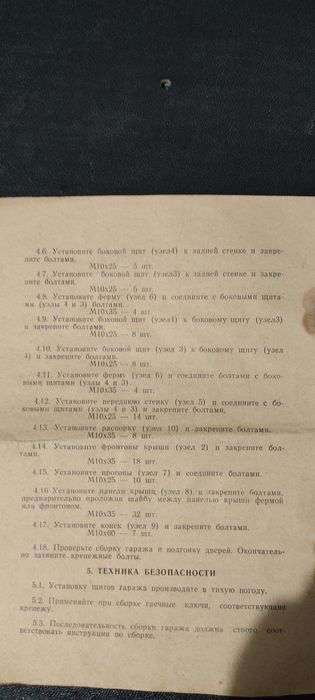 4.6. Установите боковой щит (узел4) к задней стенке и закре-
пите болтами.
М10х25 — 5 шт.
4.7. Установите боковой щит (узел3) к задней стенке и закре-
пите болтами.
М10х25 — 5 шт.
4.8. Установите ферму (узел 6) и соедините с боковыми щита-
ми (узлы 4 и 3) болтами.
М10х35 — 4 шт.
4.9. Установите боковой щит (узел4) к боковому щиту (узел3)
и закрепите болтами.
М10х25 — 8 шт.
4.10. Установите боковой щит (узел 3) к боковому щиту (узел
4) и закрепите болтами.
М10х25 — 8 шт.
4.11. Установите ферму (узел 6) и соедините болтами с боко-
выми щитами (узлы 4 и 3).
М10х35 — 4 шт.
4.12. Установите переднюю стенку (узел 5) и соедините с бо-
ковыми щитами (узлы 4 и 3) и закрепите болтами.
М10х25 — 14 шт.
4.13. Установите распорку (узел 10) и закрепите болтами.
М10х35 — 8 шт.
4.14. Установите фронтоны крыши (узел 2) и закрепите бол-
тами.
М10х35 — 18 шт.
4.15. Установите прогоны (узел 7) и соедините болтами.
М10х25 — 10 шт.
4.16 Установите панели крыши (узел 8) и закрепите болтами,
предварительно проложив шайбу между панелью крыши фермой
или фронтоном.
М10х35 — 32 шт.
4.17. Установите конек (узел 9) и закрепите болтами.
М10х60 — 7 шт.
4.18. Проверьте сборку гаража и подгонку дверей. Окончатель-
но затяните крепежные болты.
5. ТЕХНИКА БЕЗОПАСНОСТИ
5.1. Установку щитов гаража производите в тихую погоду.
5.2. Применяйте при сборке гаечные ключи, соответствующие
крепежу.
5.3. Последовательность сборки гаража должна строго соот-
ветствовать инструкции по сборке.